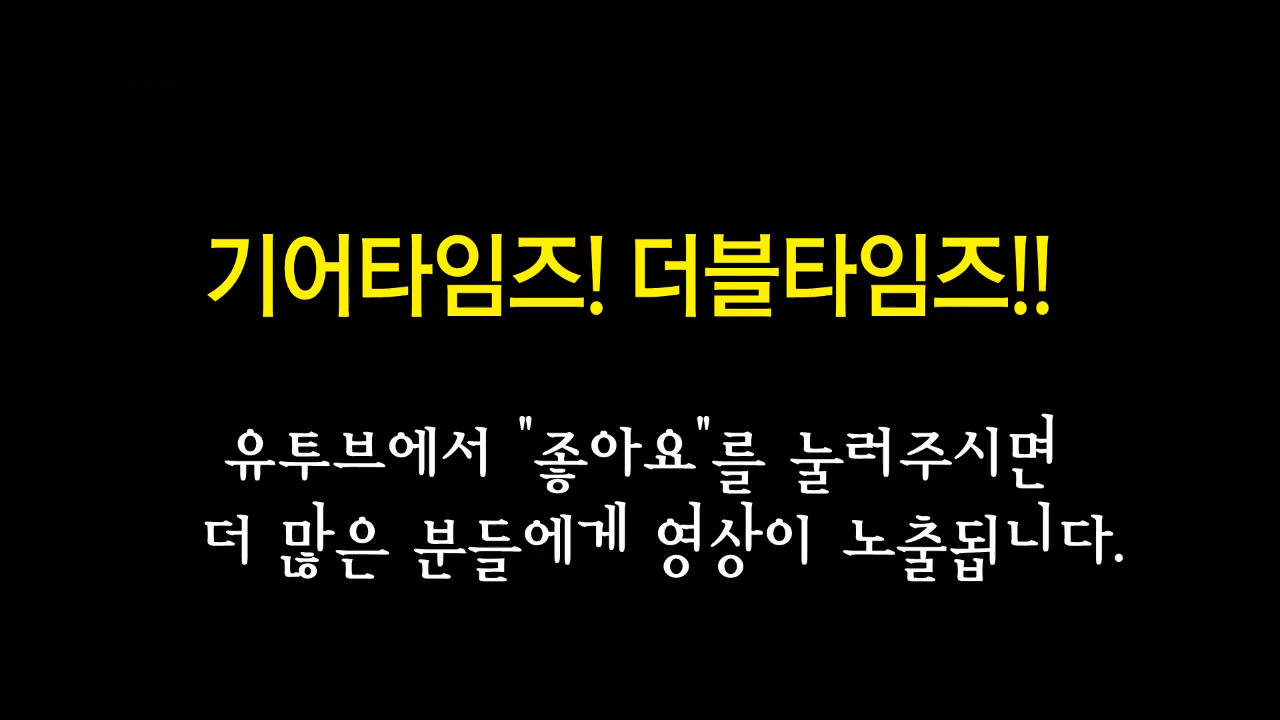 기어타임즈! 더블타임즈!!
유투브에서 "좋아요"를 눌러주시면
더 많은 분들에게 영상이 노출됩니다.